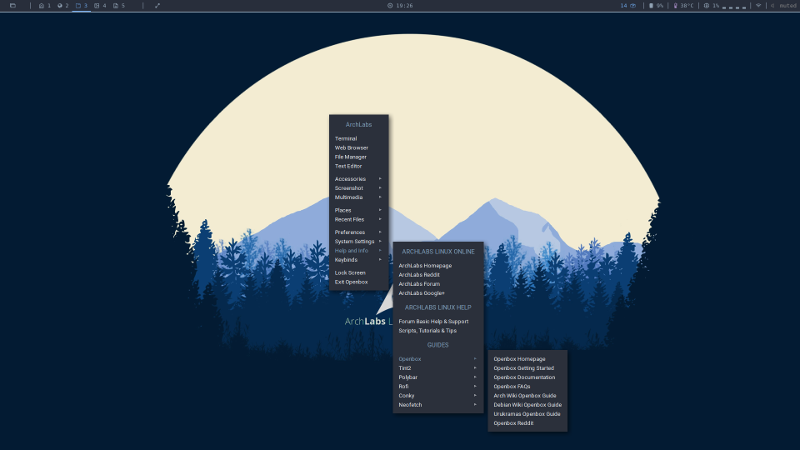 1 2 3 4 5 19:26 14 9% 38°C 1% muted
ArchLabs
Terminal
Web Browser
File Manager
Text Editor
Accessories
Screenshot
Multimedia
Places
Recent Files
Preferences
System Settings
Help and Info
Keybinds
Lock Screen
Exit Openbox
ArchLabs L
ARCHLABS LINUX ONLINE
ArchLabs Homepage
ArchLabs Reddit
ArchLabs Forum
ArchLabs Google+
ARCHLABS LINUX HELP
Forum Basic Help & Support
Scripts, Tutorials & Tips
GUIDES
Openbox
Tint2
Polybar
Rofi
Conky
Neofetch
Openbox Homepage
Openbox Getting Started
Openbox Documentation
Openbox FAQs
Arch Wiki Openbox Guide
Debian Wiki Openbox Guide
Urukramas Openbox Guide
Openbox Reddit